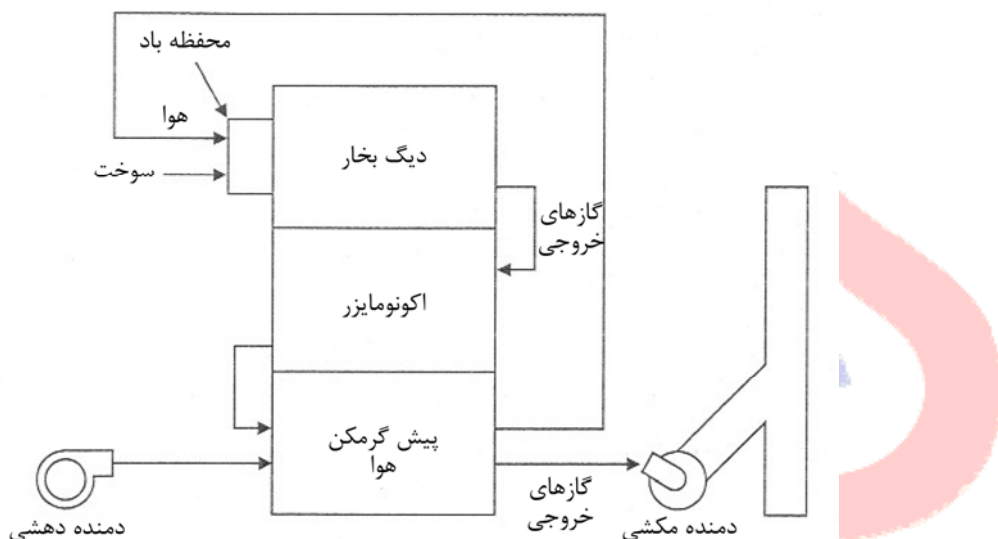 محفظه باد
هوا
سوخت
دیگ بخار
گازهای
خروجی
اکونومایزر
پیش گرمکن
هوا
گازهای
خروجی
دمنده مکشی
دمنده دهشی